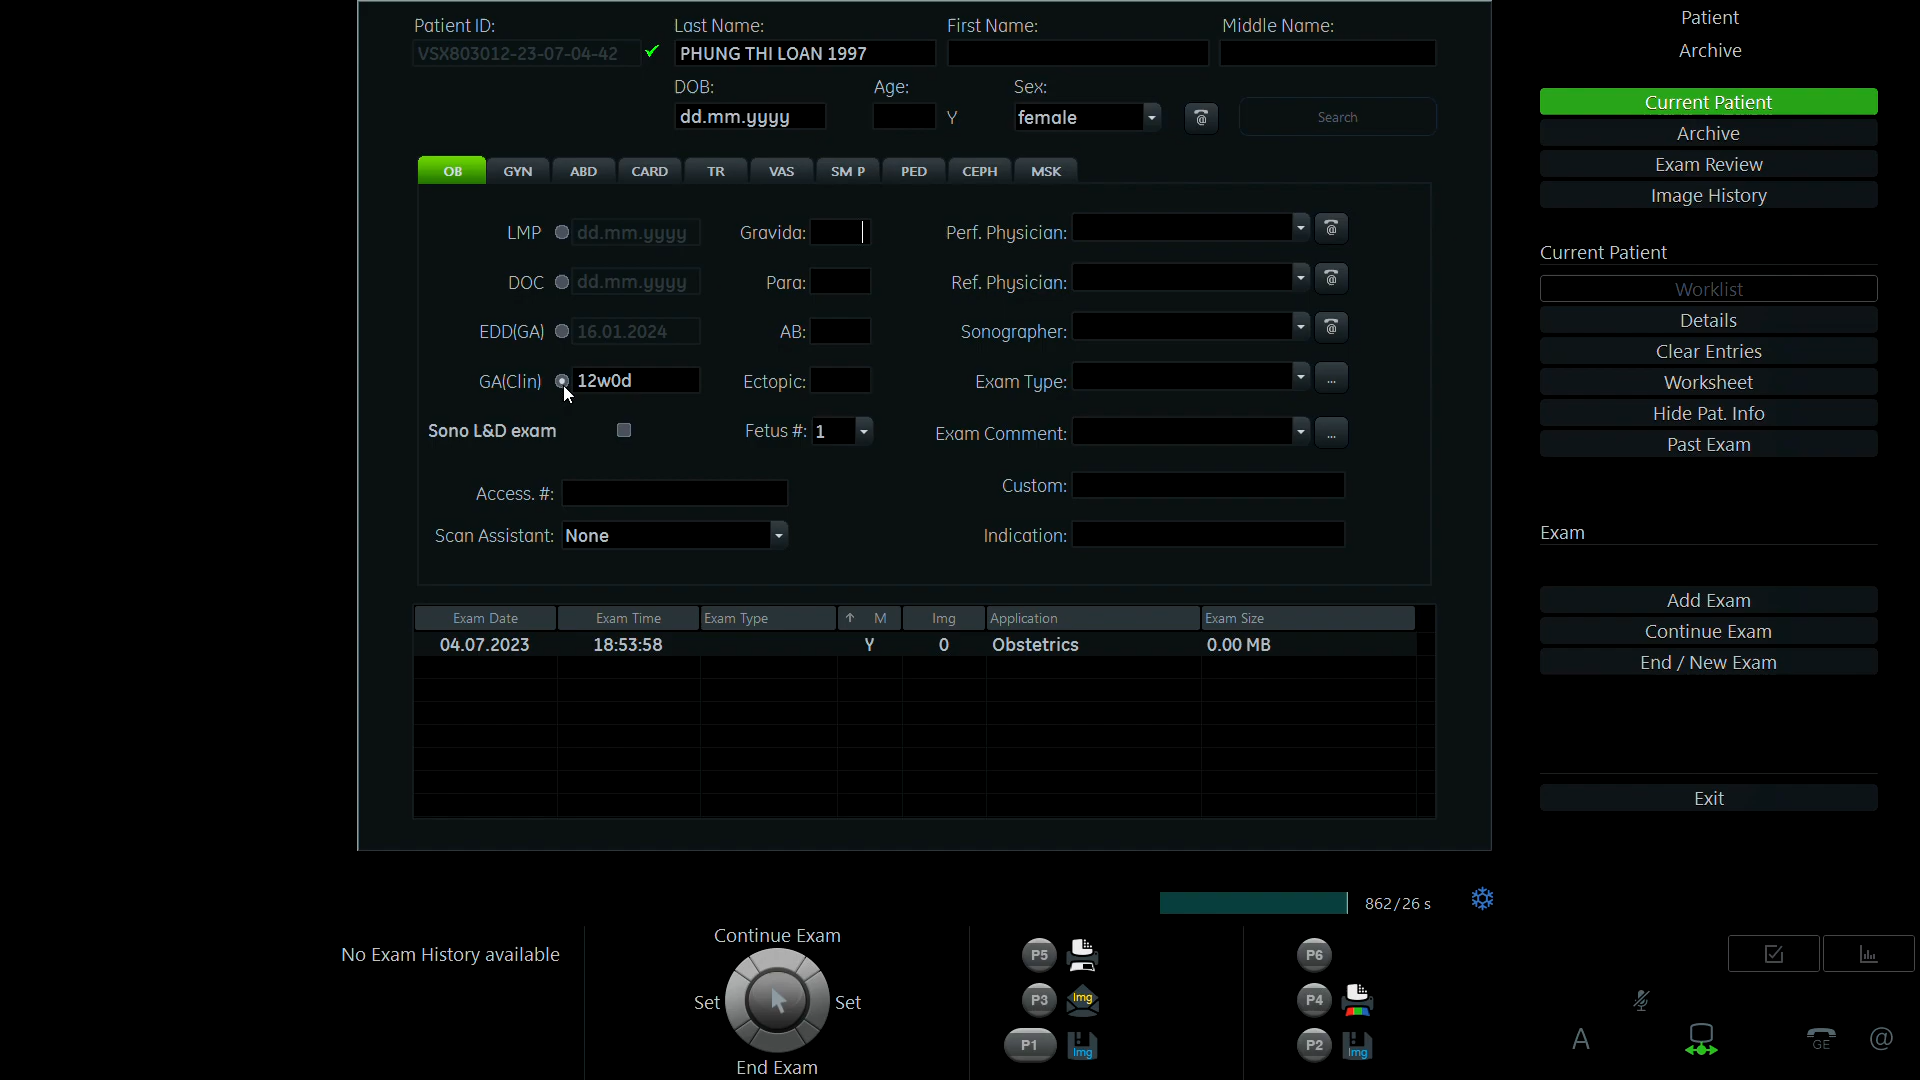 Patient ID: Last Name: First Name: Middle Name:
VSX803012-23-07-04-42 PHUNG THI LOAN 1997
DOB: Age: Sex:
dd.mm.yyyy Y female @ Search
OB GYN ABD CARD TR VAS SM P PED CEPH MSK
LMP dd.mm.yyyy Gravida: Perf. Physician: @
DOC dd.mm.yyyy Para: Ref. Physician: @
EDD(GA) 16.01.2024 AB: Sonographer: @
GA(Clin) 12w0d Ectopic: Exam Type: ...
Sono L&D exam Fetus #: 1 Exam Comment: ...
Access. #: Custom:
Scan Assistant: None Indication:
Exam Date Exam Time Exam Type ↑ M Img Application Exam Size
04.07.2023 18:53:58 Y 0 Obstetrics 0.00 MB
Patient
Archive
Current Patient
Archive
Exam Review
Image History
Current Patient
Worklist
Details
Clear Entries
Worksheet
Hide Pat. Info
Past Exam
Exam
Add Exam
Continue Exam
End / New Exam
Exit
862/26 s
No Exam History available
Continue Exam
Set Set
End Exam
P5 P6
P3 Img P4
P1 Img P2 Img
A GE @